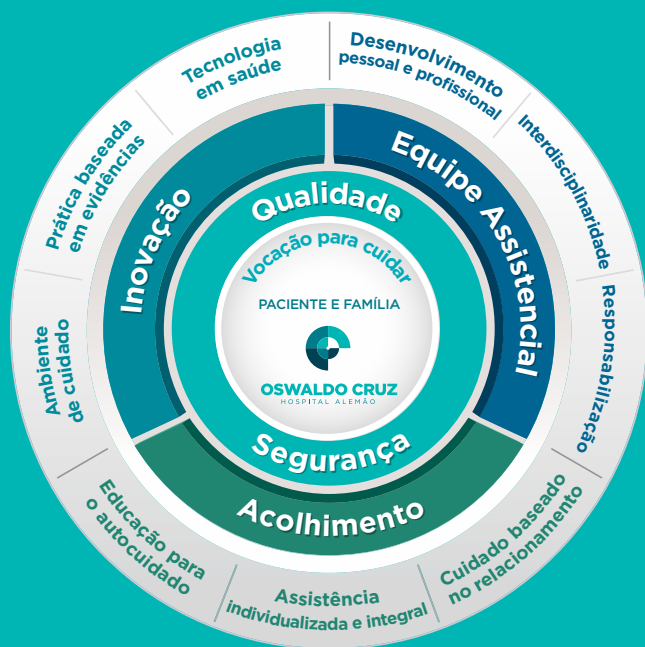 Tecnologia
em saúde
Desenvolvimento
pessoal e profissional
Interdisciplinaridade
Responsabilização
Cuidado baseado
no relacionamento
Assistência
individualizada e integral
Educação para
o autocuidado
Ambiente
de cuidado
Prática baseada
em evidências
Inovação
Equipe Assistencial
Acolhimento
Qualidade
Segurança
Vocação para cuidar
PACIENTE E FAMÍLIA
OSWALDO CRUZ
HOSPITAL ALEMÃO